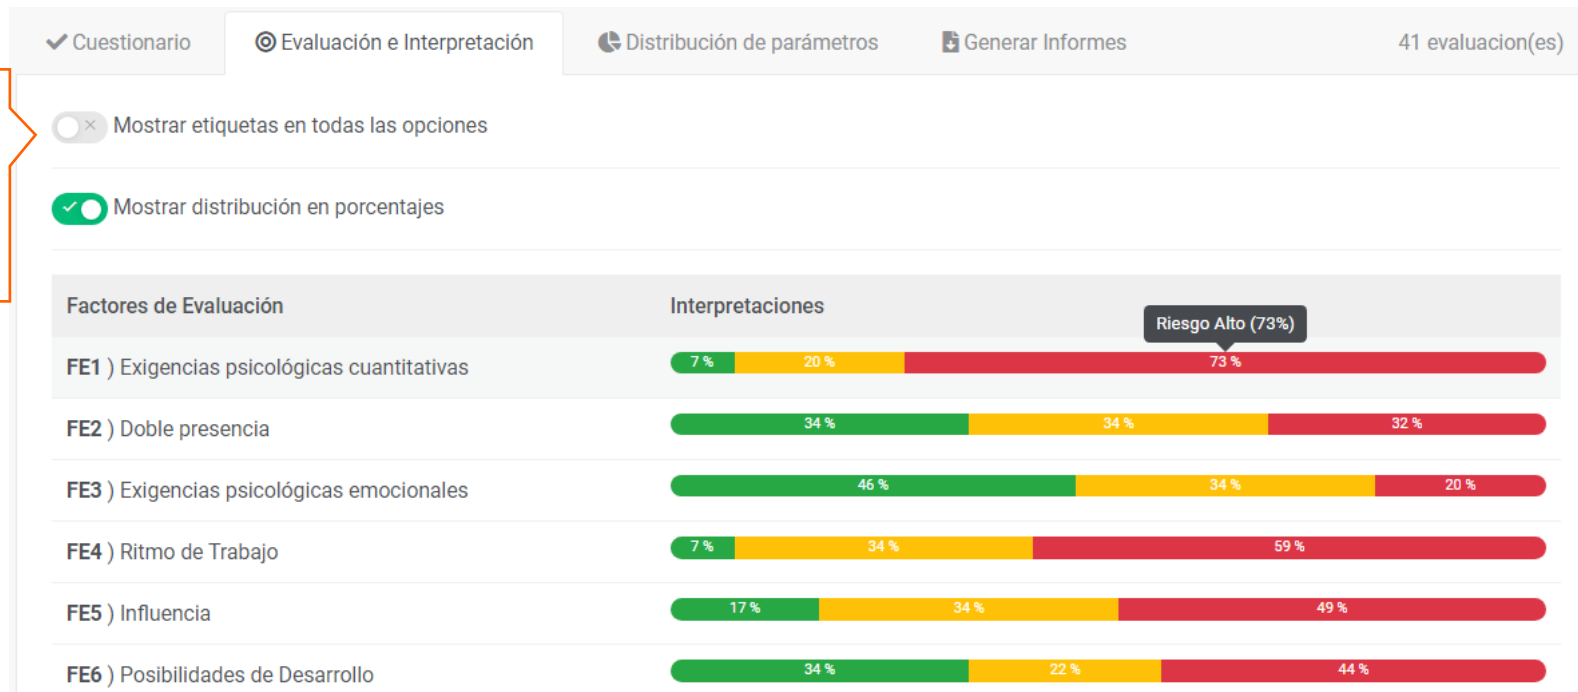 Cuestionario Evaluación e Interpretación Distribución de parámetros Generar Informes 41 evaluacion(es)
Mostrar etiquetas en todas las opciones
Mostrar distribución en porcentajes
Factores de Evaluación Interpretaciones
Riesgo Alto (73%)
FE1 ) Exigencias psicológicas cuantitativas 7 % 20 % 73 %
FE2 ) Doble presencia 34 % 34 % 32 %
FE3 ) Exigencias psicológicas emocionales 46 % 34 % 20 %
FE4 ) Ritmo de Trabajo 7 % 34 % 59 %
FE5 ) Influencia 17 % 34 % 49 %
FE6 ) Posibilidades de Desarrollo 34 % 22 % 44 %